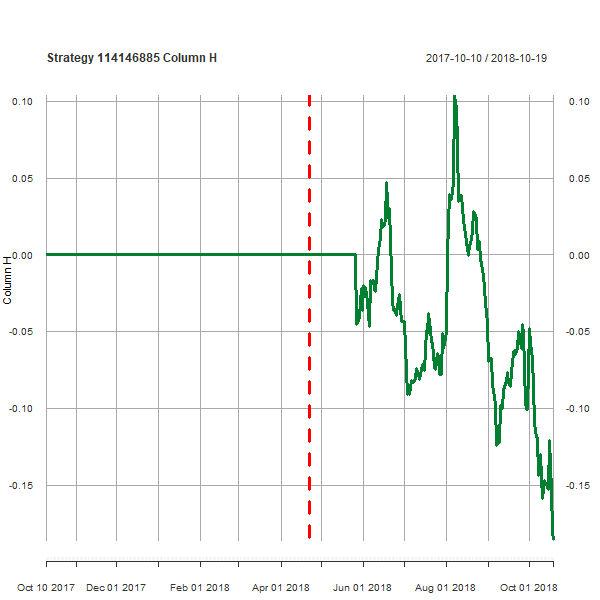 Strategy 114146885 Column H
2017-10-10 / 2018-10-19
0.10 0.10
0.05 0.05
0.00 0.00
-0.05 -0.05
-0.10 -0.10
-0.15 -0.15
Column H
Oct 10 2017 Dec 01 2017 Feb 01 2018 Apr 01 2018 Jun 01 2018 Aug 01 2018 Oct 01 2018